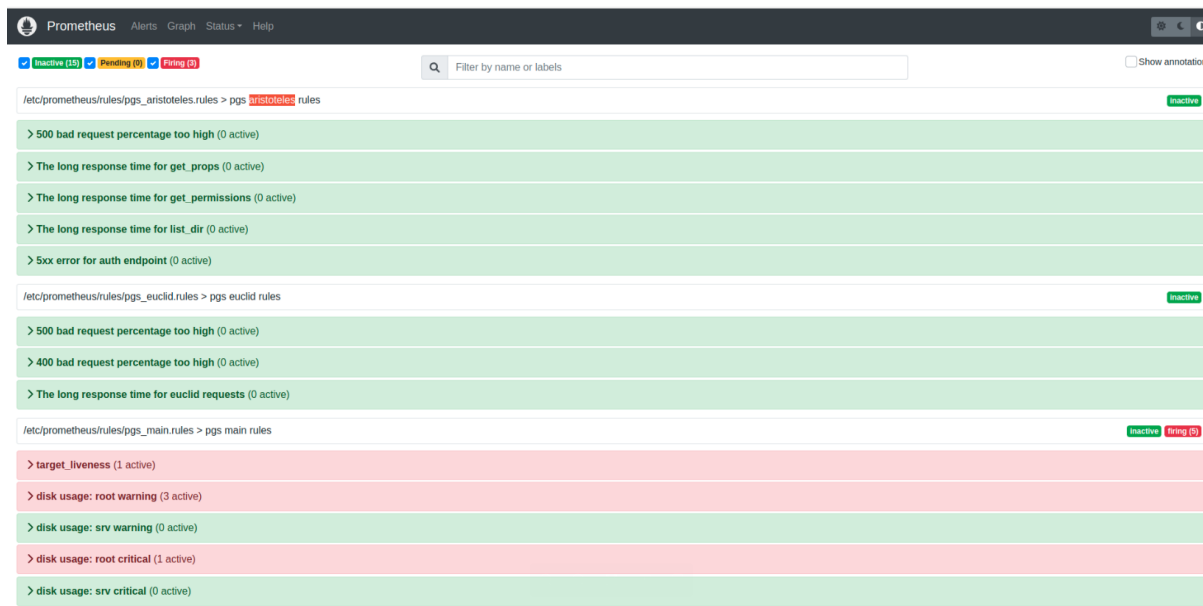 Prometheus Alerts Graph Status Help
Inactive (15) Pending (0) Firing (3) Filter by name or labels Show annotation
/etc/prometheus/rules/pgs_aristoteles.rules > pgs aristoteles rules Inactive
500 bad request percentage too high (0 active)
The long response time for get_props (0 active)
The long response time for get_permissions (0 active)
The long response time for list_dir (0 active)
5xx error for auth endpoint (0 active)
/etc/prometheus/rules/pgs_euclid.rules > pgs euclid rules Inactive
500 bad request percentage too high (0 active)
400 bad request percentage too high (0 active)
The long response time for euclid requests (0 active)
/etc/prometheus/rules/pgs_main.rules > pgs main rules Inactive firing (5)
target_liveness (1 active)
disk usage: root warning (3 active)
disk usage: srv warning (0 active)
disk usage: root critical (1 active)
disk usage: srv critical (0 active)